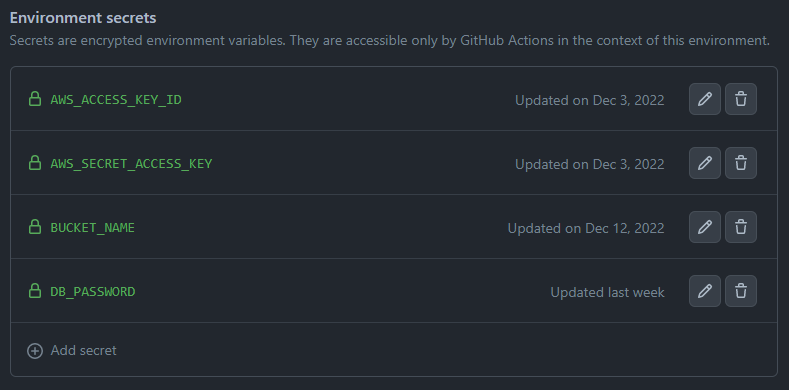 Environment secrets
Secrets are encrypted environment variables. They are accessible only by GitHub Actions in the context of this environment.
AWS_ACCESS_KEY_ID Updated on Dec 3, 2022
AWS_SECRET_ACCESS_KEY Updated on Dec 3, 2022
BUCKET_NAME Updated on Dec 12, 2022
DB_PASSWORD Updated last week
Add secret